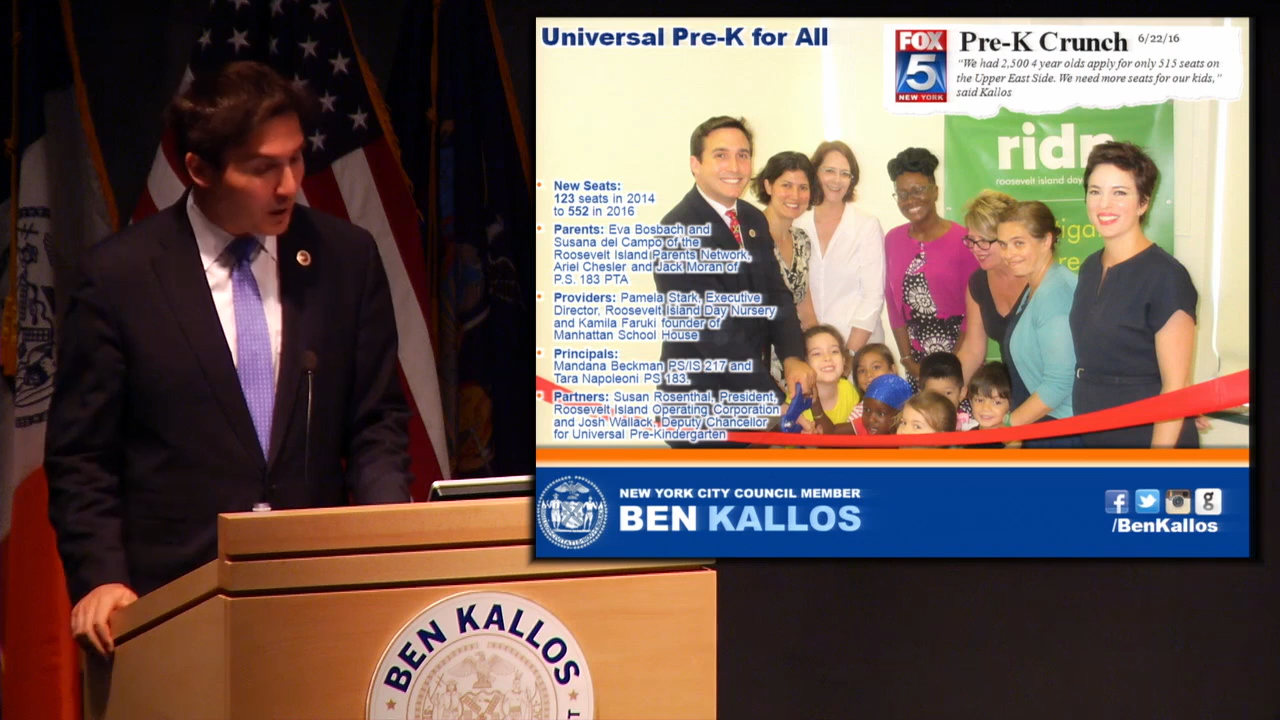 Universal Pre-K for All
FOX
5
NEW YORK
Pre-K Crunch 6/22/16
"We had 2,500 4 year olds apply for only 515 seats on
the Upper East Side. We need more seats for our kids,"
said Kallos
New Seats:
123 seats in 2014
to 552 in 2016
Parents: Eva Bosbach and
Susana del Campo of the
Roosevelt Island Parents Network,
Ariel Chesler and Jack Moran of
P.S. 183 PTA
Providers: Pamela Stark, Executive
Director, Roosevelt Island Day Nursery
and Kamila Faruki founder of
Manhattan School House
Principals:
Mandana Beckman PS/IS 217 and
Tara Napoleoni PS 183.
Partners: Susan Rosenthal, President,
Roosevelt Island Operating Corporation
and Josh Wallack, Deputy Chancellor
for Universal Pre-Kindergarten
ridn
roosevelt island day
NEW YORK CITY COUNCIL MEMBER
BEN KALLOS
/BenKallos
BEN KALLOS